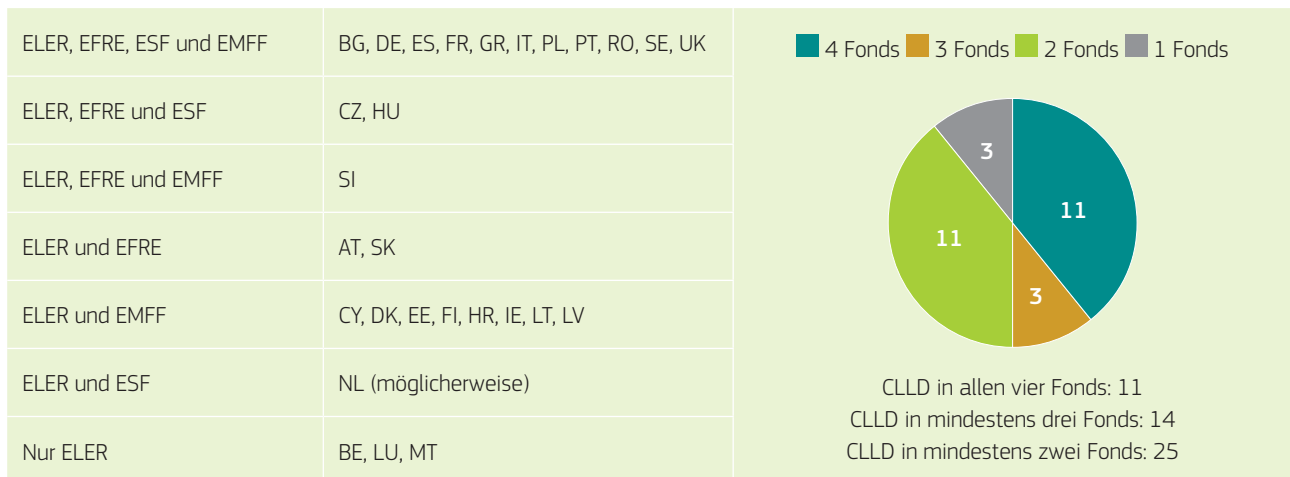 ELER, EFRE, ESF und EMFF BG, DE, ES, FR, GR, IT, PL, PT, RO, SE, UK
ELER, EFRE und ESF CZ, HU
ELER, EFRE und EMFF SI
ELER und EFRE AT, SK
ELER und EMFF CY, DK, EE, FI, HR, IE, LT, LV
ELER und ESF NL (möglicherweise)
Nur ELER BE, LU, MT
4 Fonds 3 Fonds 2 Fonds 1 Fonds
3
11
11
3
CLLD in allen vier Fonds: 11
CLLD in mindestens drei Fonds: 14
CLLD in mindestens zwei Fonds: 25